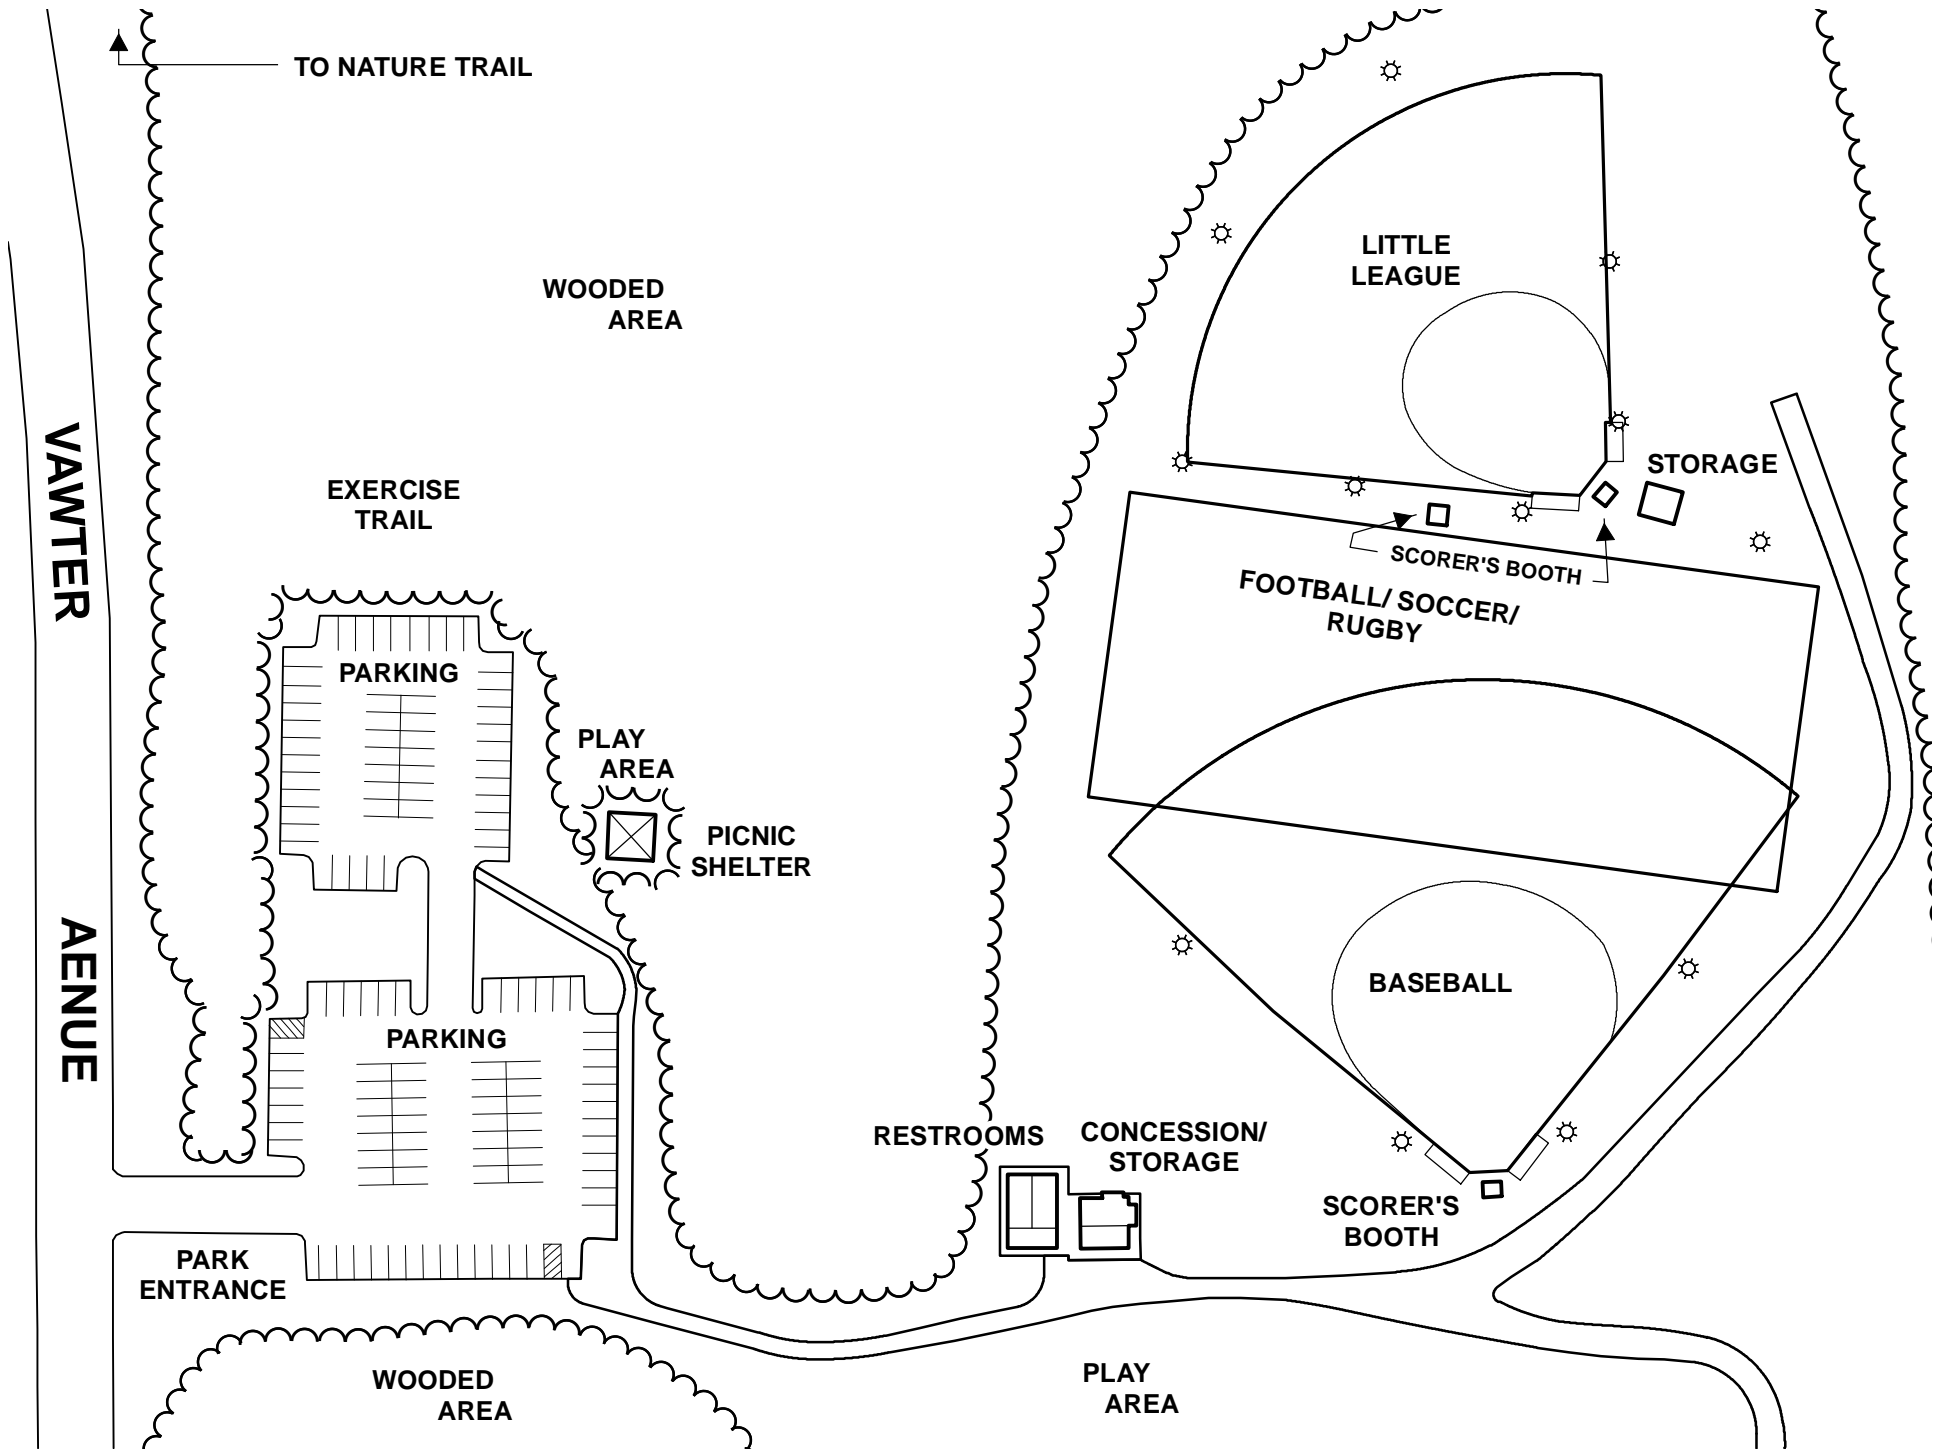 TO NATURE TRAIL
WOODED
AREA
LITTLE
LEAGUE
VAWTER
AENUE
EXERCISE
TRAIL
STORAGE
SCORER'S BOOTH
FOOTBALL/ SOCCER/
RUGBY
PARKING
PLAY
AREA
PICNIC
SHELTER
BASEBALL
PARKING
RESTROOMS
CONCESSION/
STORAGE
SCORER'S
BOOTH
PARK
ENTRANCE
WOODED
AREA
PLAY
AREA